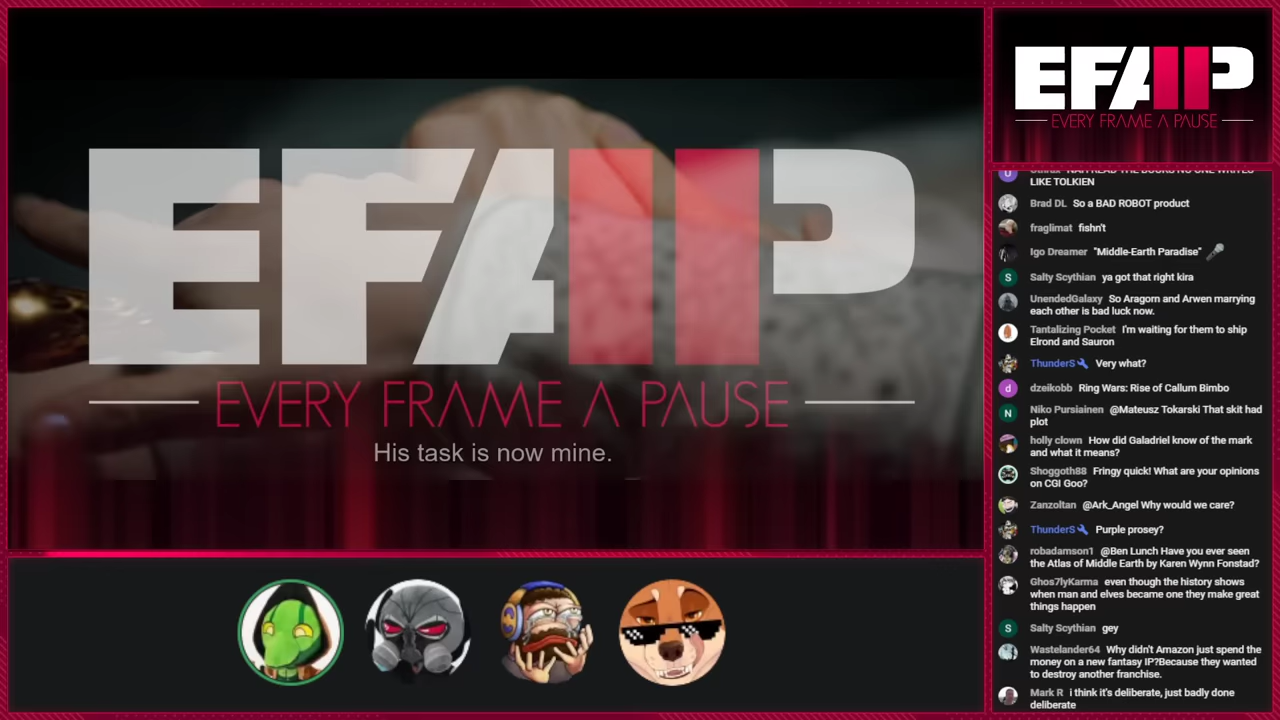 EFAP
EVERY FRAME A PAUSE
His task is now mine.
EFAP
EVERY FRAME A PAUSE
LIKE TOLKIEN
Brad DL So a BAD ROBOT product
fraglimat fishn't
Igo Dreamer "Middle-Earth Paradise" 🎤
S Salty Scythian ya got that right kira
UnendedGalaxy So Aragorn and Arwen marrying
each other is bad luck now.
Tantalizing Pocket I'm waiting for them to ship
Elrond and Sauron
ThunderS Very what?
d dzeikobb Ring Wars: Rise of Callum Bimbo
N Niko Pursiainen @Mateusz Tokarski That skit had
plot
holly clown How did Galadriel know of the mark
and what it means?
Shoggoth88 Fringy quick! What are your opinions
on CGI Goo?
Zanzoltan @Ark_Angel Why would we care?
ThunderS Purple prosey?
robadamson1 @Ben Lunch Have you ever seen
the Atlas of Middle Earth by Karen Wynn Fonstad?
Ghos7lyKarma even though the history shows
when man and elves became one they make great
things happen
S Salty Scythian gey
Wastelander64 Why didn't Amazon just spend the
money on a new fantasy IP?Because they wanted
to destroy another franchise.
Mark R i think it's deliberate, just badly done
deliberate